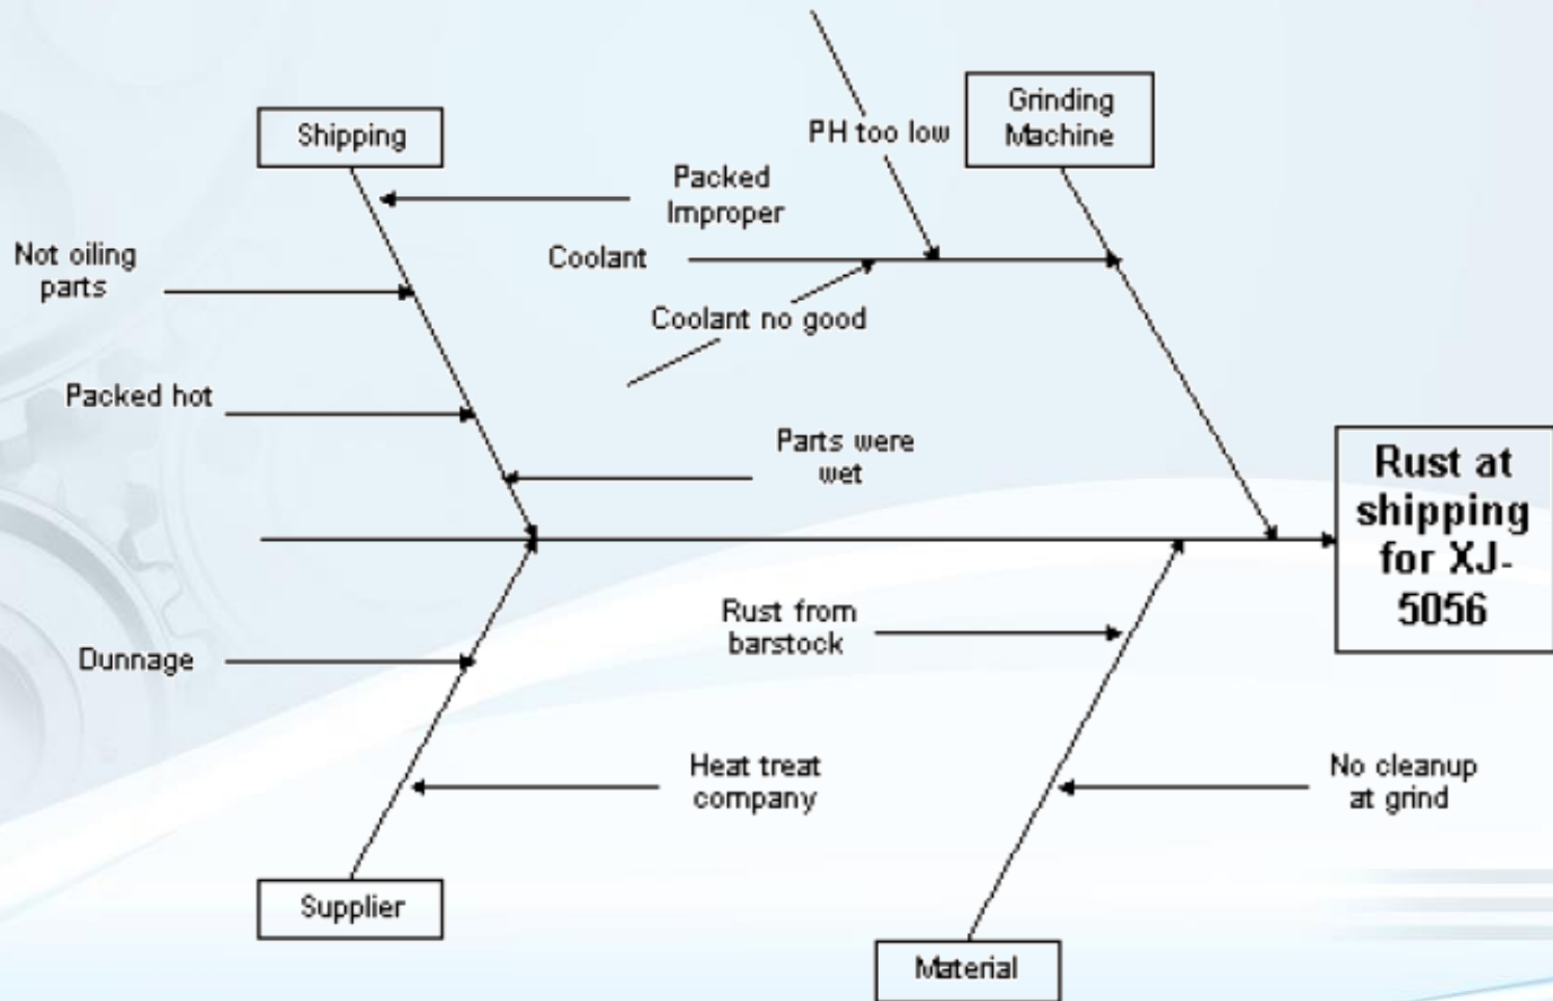 PH too low
Grinding
Machine
Shipping
Packed
Improper
Not oiling
parts
Coolant
Coolant no good
Packed hot
Parts were
wet
Rust at
shipping
for XJ-
5056
Rust from
barstock
Dunnage
Heat treat
company
No cleanup
at grind
Supplier
Material